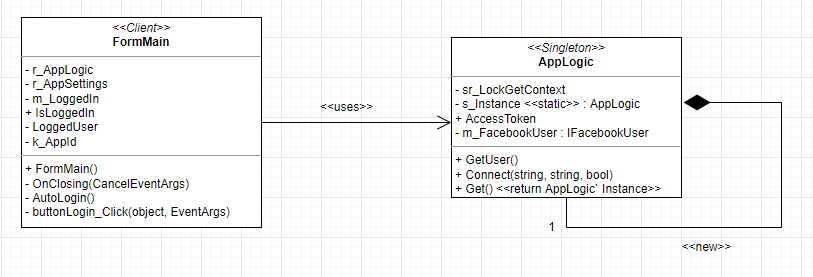 <<Client>>
FormMain
- r_AppLogic
- r_AppSettings
- m_LoggedIn
+ IsLoggedIn
- LoggedUser
- k_AppId
+ FormMain()
- OnClosing(CancelEventArgs)
- AutoLogin()
- buttonLogin_Click(object, EventArgs)
<<uses>>
<<Singleton>>
AppLogic
- sr_LockGetContext
- s_Instance <<static>> : AppLogic
+ AccessToken
- m_FacebookUser : IFacebookUser
+ GetUser()
+ Connect(string, string, bool)
+ Get() <<return AppLogic` Instance>>
1
<<new>>